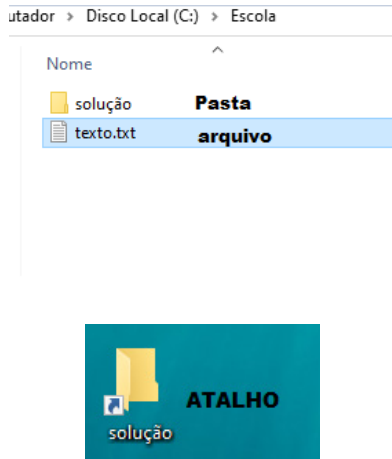 utador > Disco Local (C:) > Escola
Nome
solução Pasta
texto.txt arquivo
ATALHO
solução